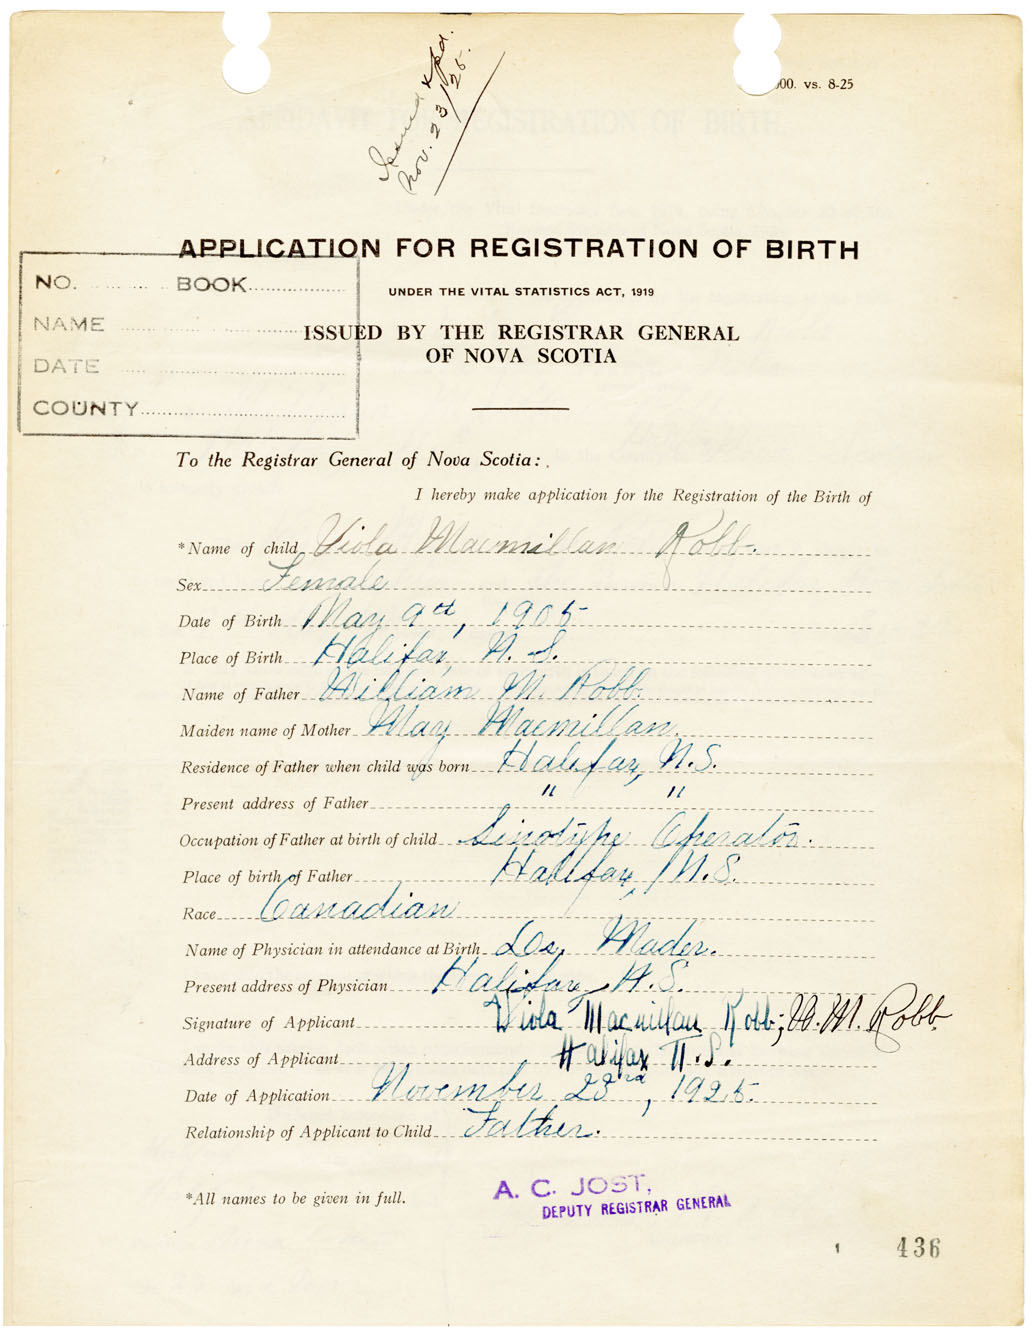 Issued & pd.
Nov. 23/25.
000. vs. 8-25
APPLICATION FOR REGISTRATION OF BIRTH
NO. BOOK
UNDER THE VITAL STATISTICS ACT, 1919
NAME
ISSUED BY THE REGISTRAR GENERAL
OF NOVA SCOTIA
DATE
COUNTY
To the Registrar General of Nova Scotia:
I hereby make application for the Registration of the Birth of
*Name of child Viola Macmillan Robb.
Sex Female
Date of Birth May 9th, 1905
Place of Birth Halifax, N. S.
Name of Father William M. Robb.
Maiden name of Mother May Macmillan.
Residence of Father when child was born Halifax, N.S.
Present address of Father " "
Occupation of Father at birth of child Linotype Operator.
Place of birth of Father Halifax, N.S.
Race Canadian
Name of Physician in attendance at Birth Dr. Mader.
Present address of Physician Halifax, N.S.
Signature of Applicant Viola Macmillan Robb; W. M. Robb.
Address of Applicant Halifax N.S.
Date of Application November 23rd, 1925.
Relationship of Applicant to Child Father.
*All names to be given in full.
A. C. JOST,
DEPUTY REGISTRAR GENERAL
436